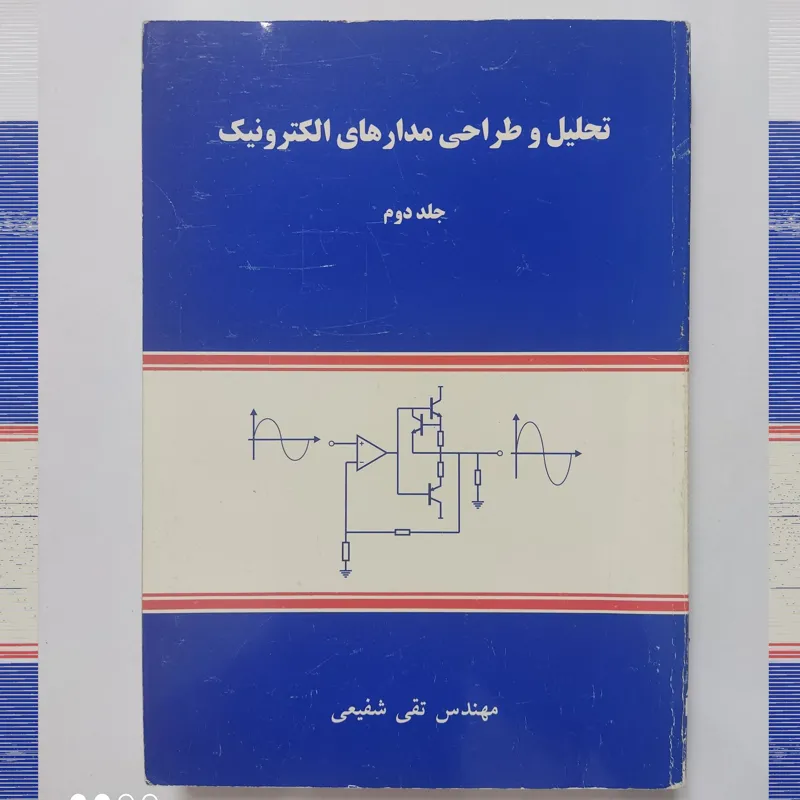 تحلیل و طراحی مدارهای الکترونیک
جلد دوم
+
−
مهندس تقی شفیعی